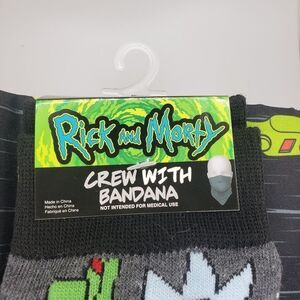 Rick and Morty
CREW WITH
BANDANA
NOT INTENDED FOR MEDICAL USE
Made in China
Hecho en China
Fabriqué en Chine